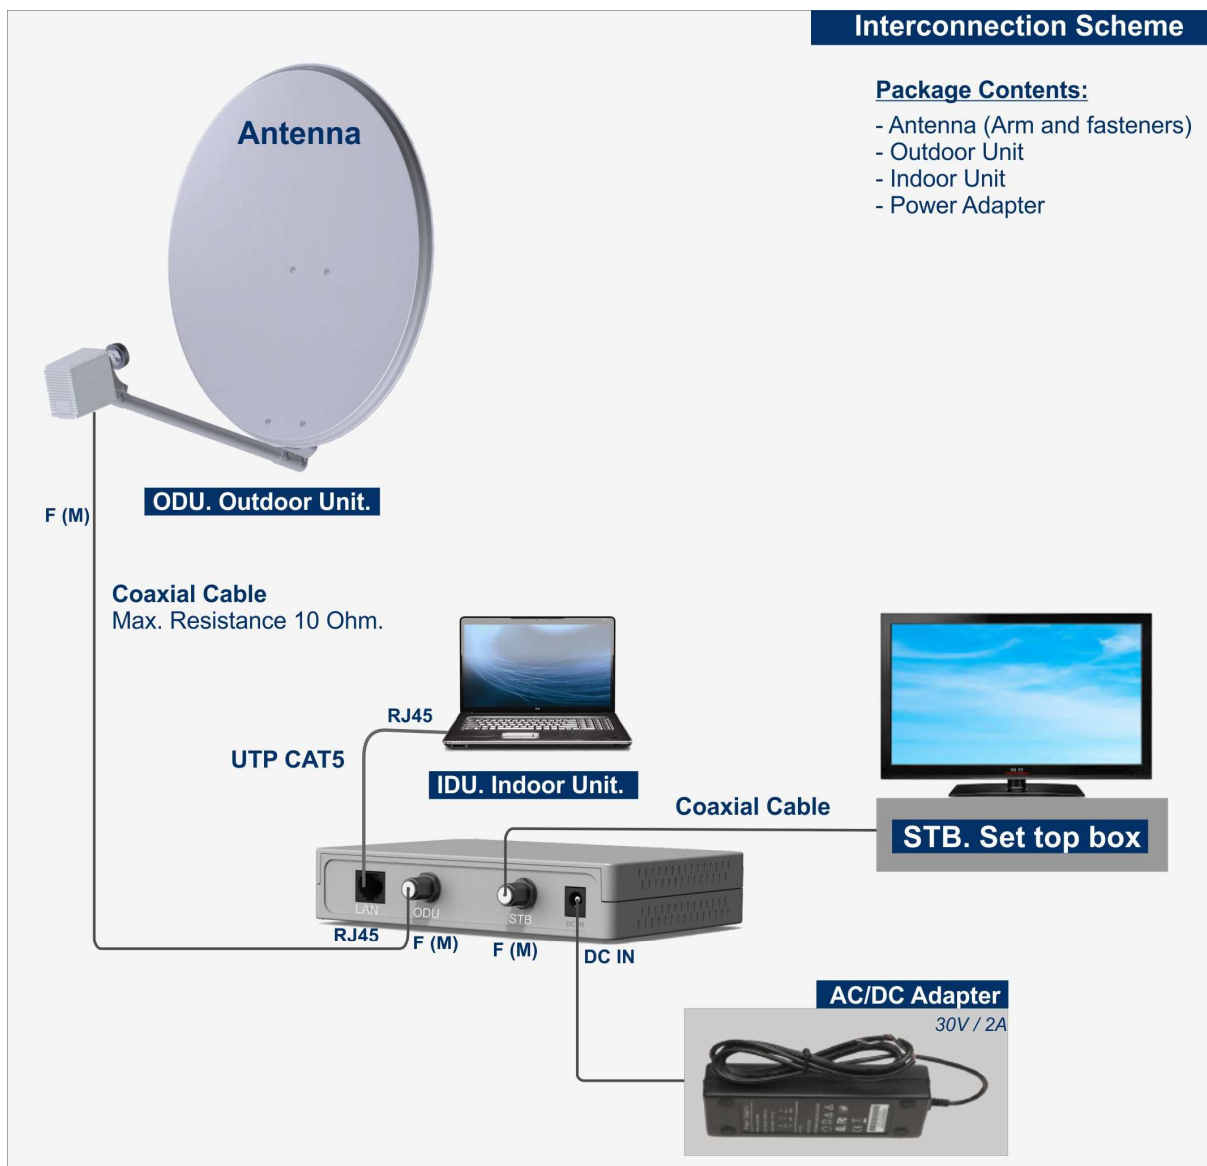 Interconnection Scheme
Package Contents:
- Antenna (Arm and fasteners)
- Outdoor Unit
- Indoor Unit
- Power Adapter
Antenna
ODU. Outdoor Unit.
F (M)
Coaxial Cable
Max. Resistance 10 Ohm.
RJ45
UTP CAT5
IDU. Indoor Unit.
Coaxial Cable
STB. Set top box
LAN
ODU
STB
DC IN
RJ45
F (M)
F (M)
DC IN
AC/DC Adapter
30V / 2A